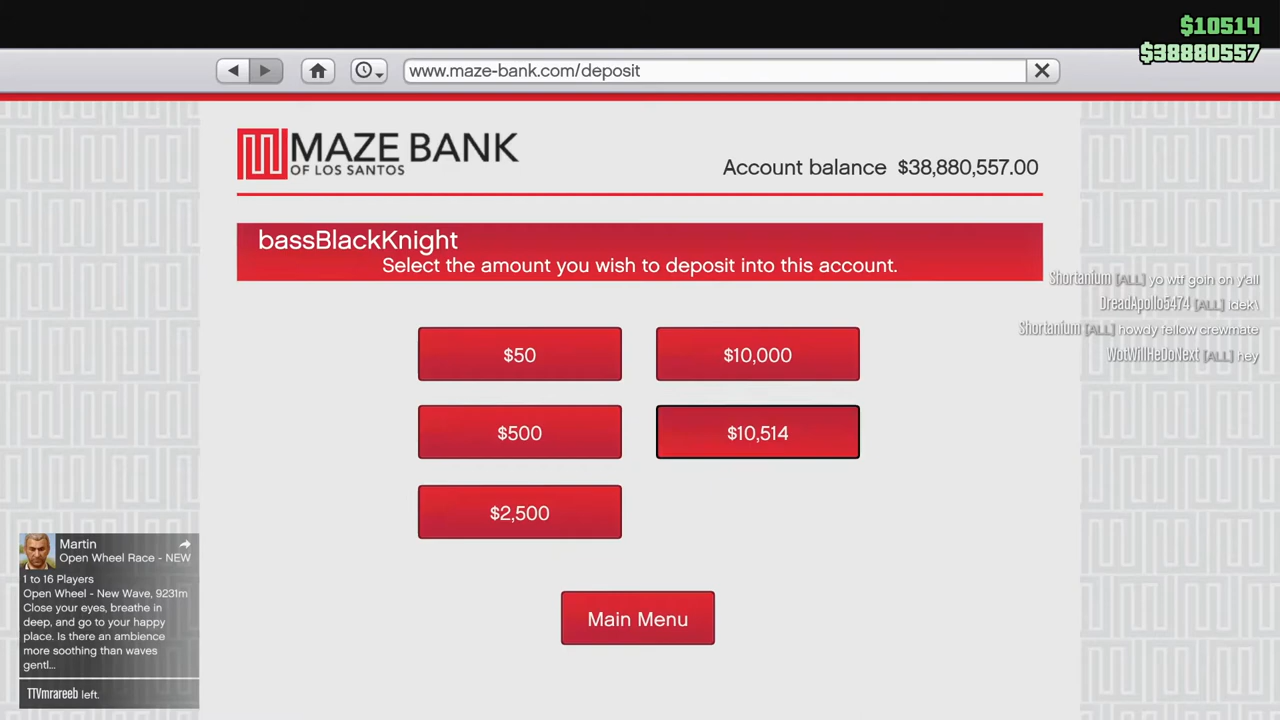 $10514
$38880557
www.maze-bank.com/deposit
MAZE BANK
OF LOS SANTOS
Account balance $38,880,557.00
bassBlackKnight
Select the amount you wish to deposit into this account.
Shortanium [ALL] yo wtf goin on y'all
DreadApollo5474 [ALL] Idek\
Shortanium [ALL] howdy fellow crewmate
WotWillHeDoNext [ALL] hey
$50
$10,000
$500
$10,514
$2,500
Main Menu
Martin
Open Wheel Race - NEW
1 to 16 Players
Open Wheel - New Wave, 9231m
Close your eyes, breathe in
deep, and go to your happy
place. Is there an ambience
more soothing than waves
gentl...
TTVmrareeb left.